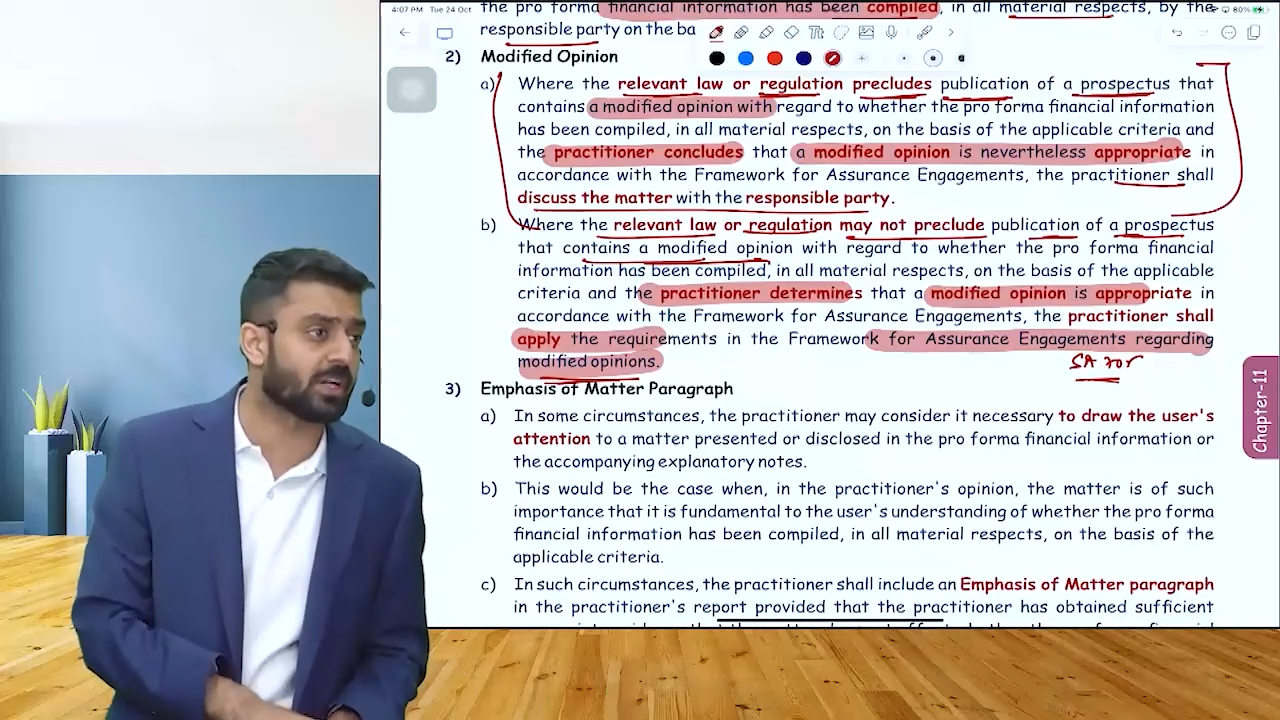 4:07 PM Tue 24 Oct
80%
the pro forma financial information has been compiled, in all material respects, by the
responsible party on the ba
2) Modified Opinion
a) Where the relevant law or regulation precludes publication of a prospectus that
contains a modified opinion with regard to whether the pro forma financial information
has been compiled, in all material respects, on the basis of the applicable criteria and
the practitioner concludes that a modified opinion is nevertheless appropriate in
accordance with the Framework for Assurance Engagements, the practitioner shall
discuss the matter with the responsible party.
b) Where the relevant law or regulation may not preclude publication of a prospectus
that contains a modified opinion with regard to whether the pro forma financial
information has been compiled, in all material respects, on the basis of the applicable
criteria and the practitioner determines that a modified opinion is appropriate in
accordance with the Framework for Assurance Engagements, the practitioner shall
apply the requirements in the Framework for Assurance Engagements regarding
modified opinions.
SA 705
3) Emphasis of Matter Paragraph
a) In some circumstances, the practitioner may consider it necessary to draw the user's
attention to a matter presented or disclosed in the pro forma financial information or
the accompanying explanatory notes.
b) This would be the case when, in the practitioner's opinion, the matter is of such
importance that it is fundamental to the user's understanding of whether the pro forma
financial information has been compiled, in all material respects, on the basis of the
applicable criteria.
c) In such circumstances, the practitioner shall include an Emphasis of Matter paragraph
in the practitioner's report provided that the practitioner has obtained sufficient
Chapter-11